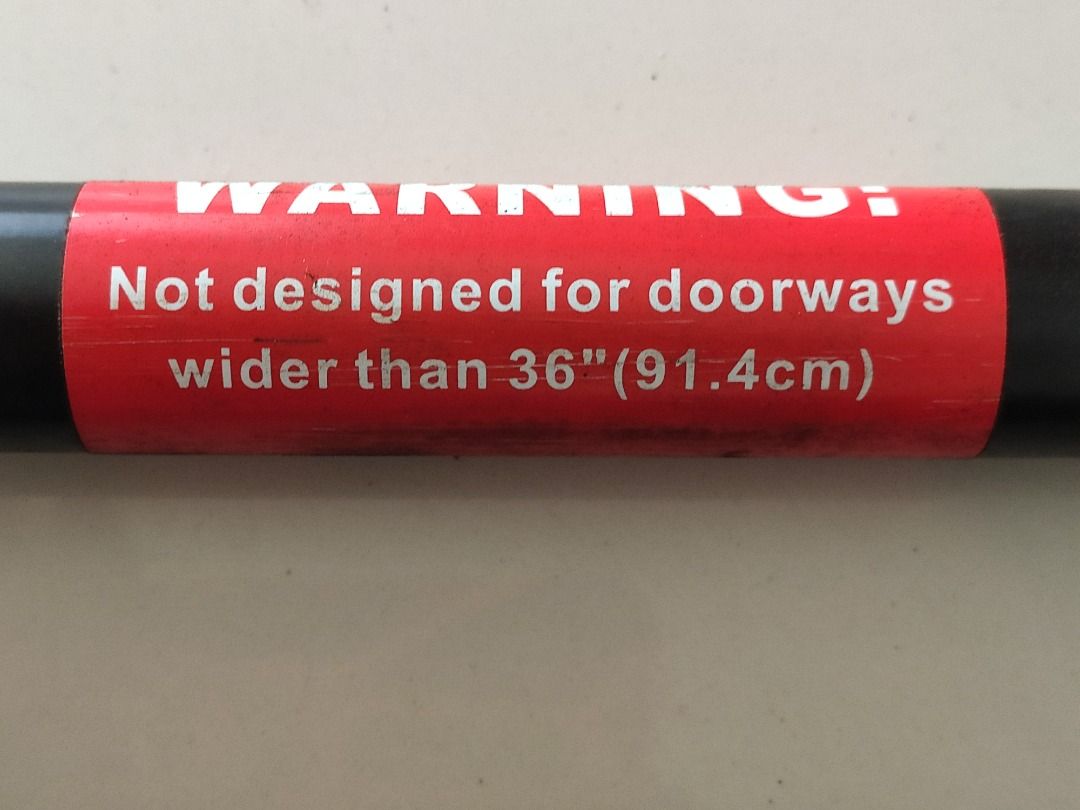 WARNING:
Not designed for doorways
wider than 36"(91.4cm)